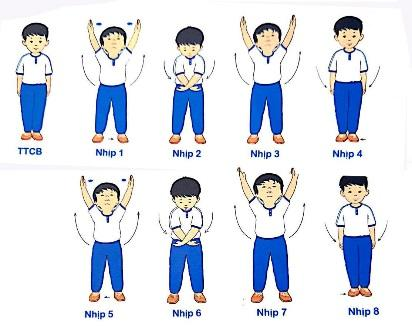 TTCB
Nhịp 1
Nhịp 2
Nhịp 3
Nhịp 4
Nhịp 5
Nhịp 6
Nhịp 7
Nhịp 8